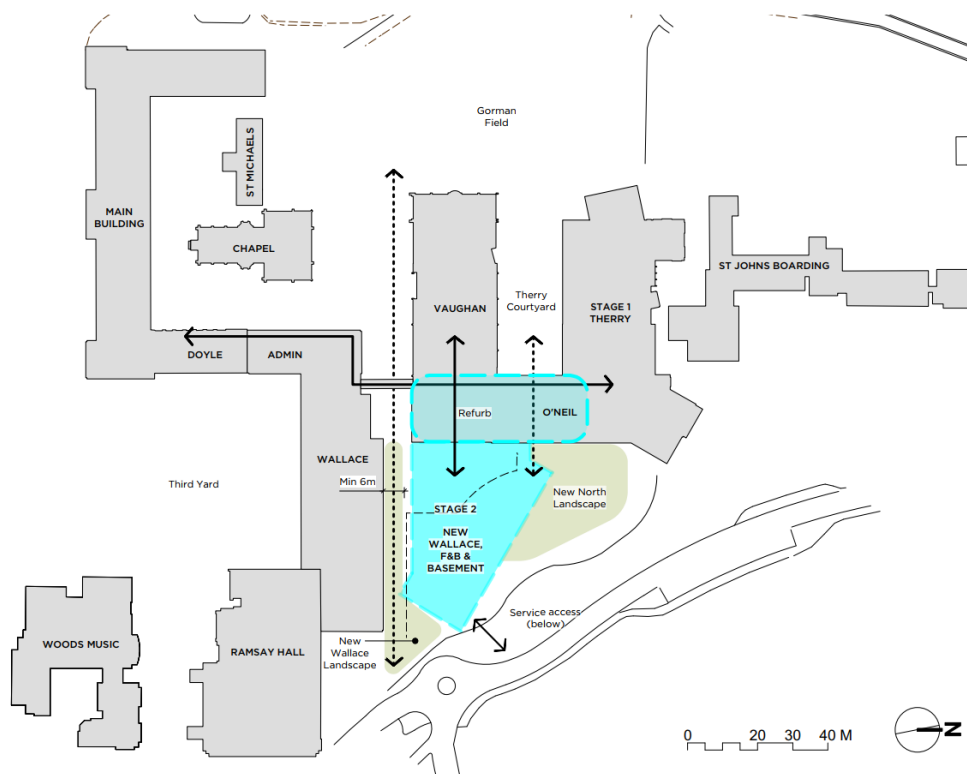 Gorman
Field
ST MICHAELS
MAIN
BUILDING
CHAPEL
ST JOHNS BOARDING
Therry
Courtyard
VAUGHAN
STAGE 1
THERRY
DOYLE
ADMIN
Refurb
O'NEIL
WALLACE
Third Yard
Min 6m
New North
Landscape
STAGE 2
NEW
WALLACE,
F&B &
BASEMENT
Service access
(below)
WOODS MUSIC
RAMSAY HALL
New
Wallace
Landscape
0 20 40 M
N